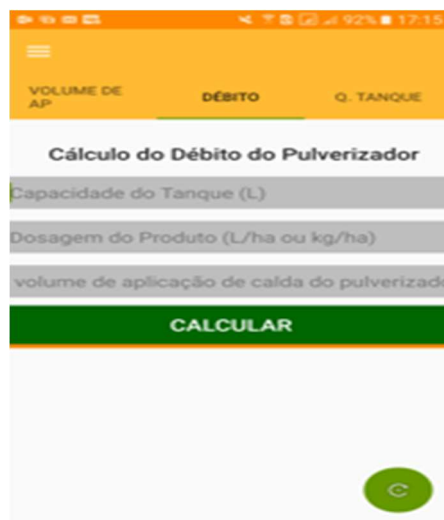 92% 17:15
VOLUME DE
AP
DÉBITO
Q. TANQUE
Cálculo do Débito do Pulverizador
Capacidade do Tanque (L)
Dosagem do Produto (L/ha ou kg/ha)
volume de aplicação de calda do pulverizado
CALCULAR